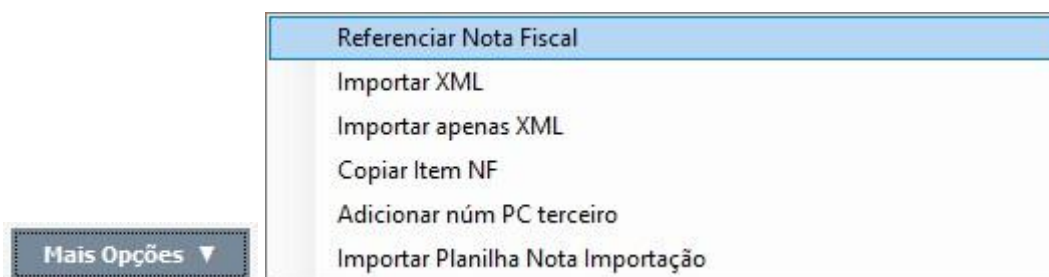 Referenciar Nota Fiscal
Importar XML
Importar apenas XML
Copiar Item NF
Adicionar núm PC terceiro
Mais Opções ▼
Importar Planilha Nota Importação